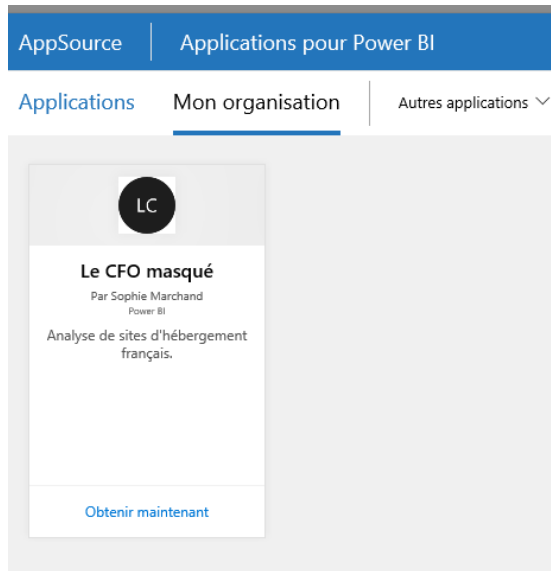 AppSource
Applications pour Power BI
Applications
Mon organisation
Autres applications
LC
Le CFO masqué
Par Sophie Marchand
Power BI
Analyse de sites d'hébergement
français.
Obtenir maintenant